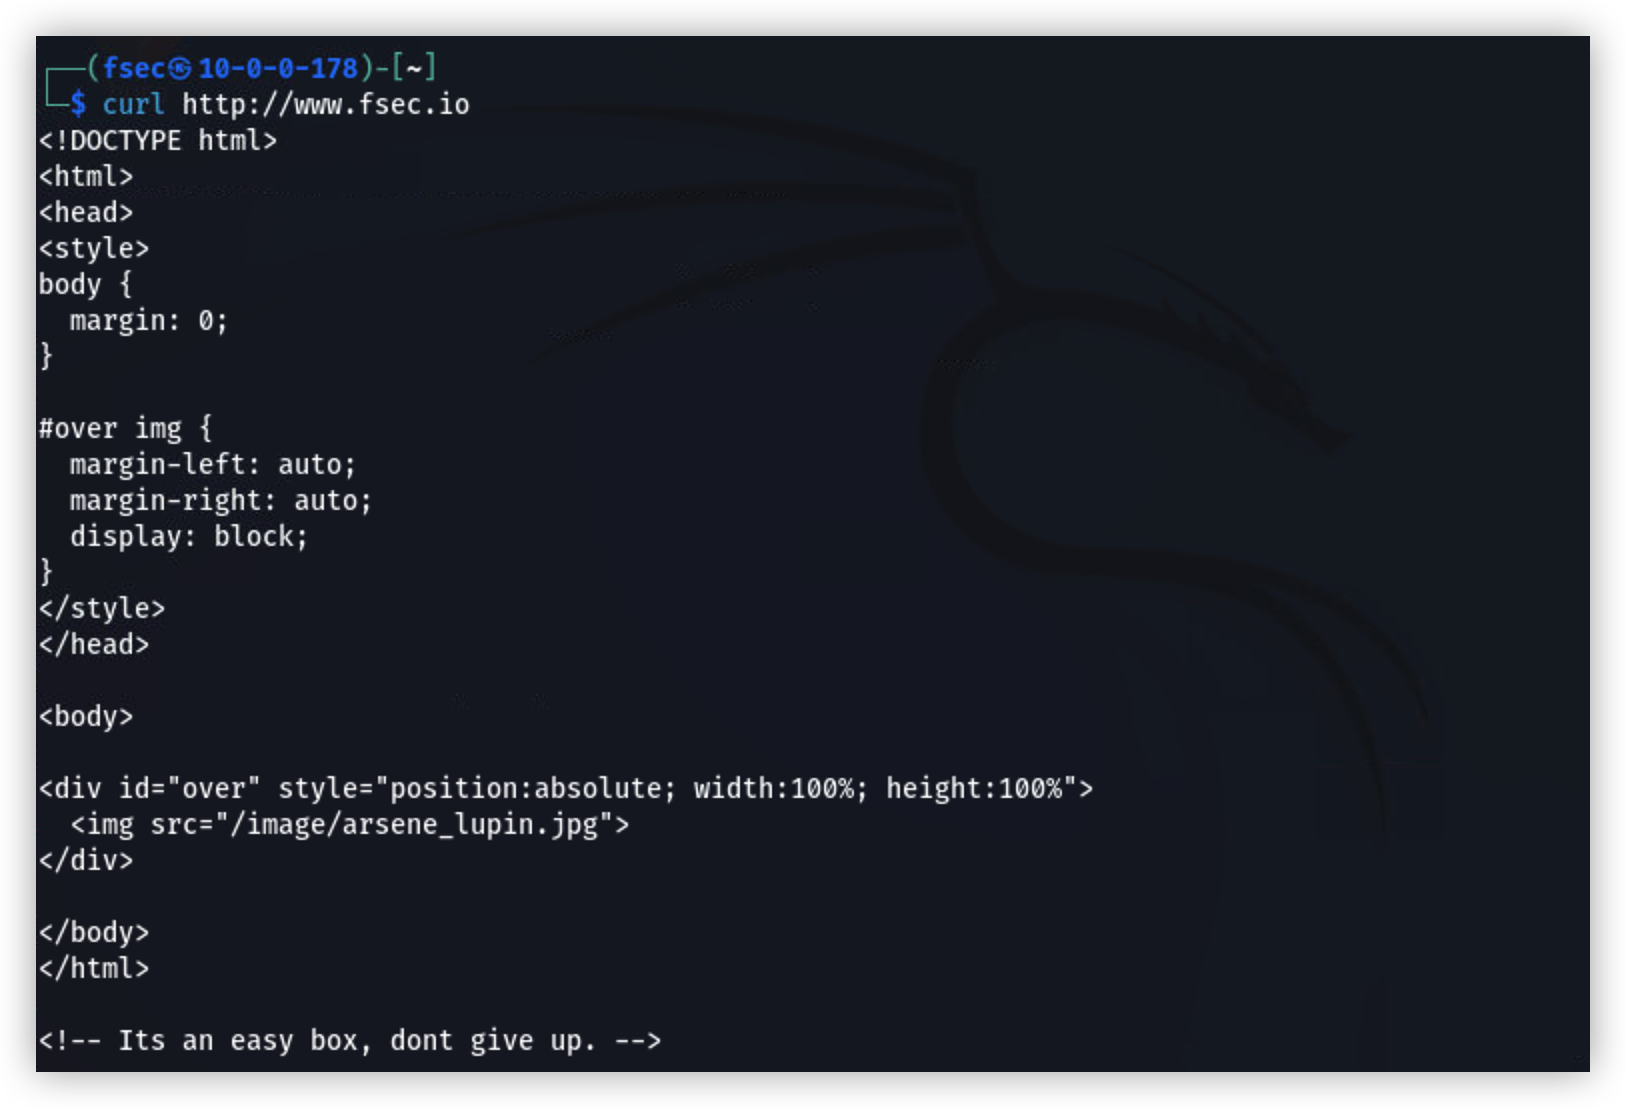 ┌──(fsec㉿10-0-0-178)-[~]
└─$ curl http://www.fsec.io
<!DOCTYPE html>
<html>
<head>
<style>
body {
  margin: 0;
}

#over img {
  margin-left: auto;
  margin-right: auto;
  display: block;
}
</style>
</head>

<body>

<div id="over" style="position:absolute; width:100%; height:100%">
  <img src="/image/arsene_lupin.jpg">
</div>

</body>
</html>

<!-- Its an easy box, dont give up. -->